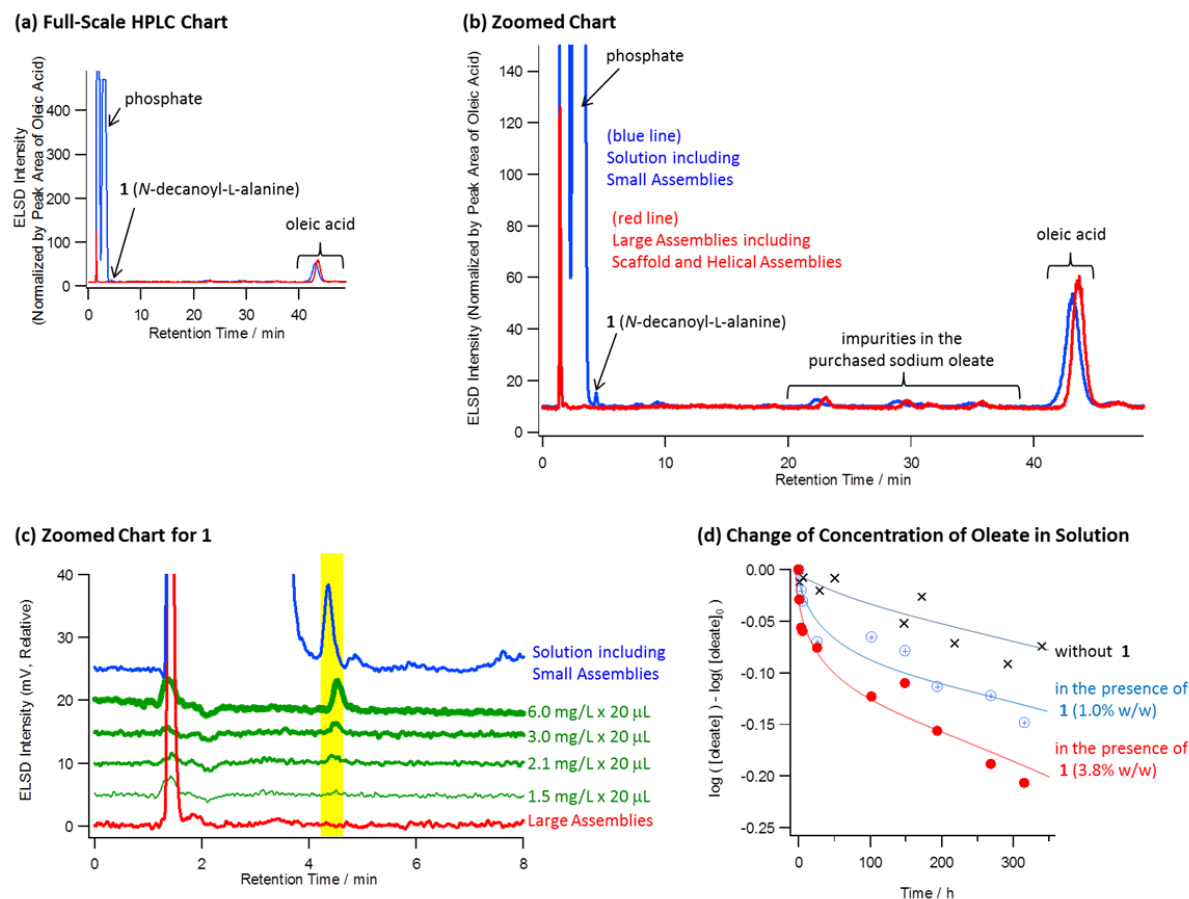 (a) Full-Scale HPLC Chart
ELSD Intensity
(Normalized by Peak Area of Oleic Acid)
400
300
200
100
0
0
10
20
30
40
Retention Time / min
phosphate
1 (N-decanoyl-L-alanine)
oleic acid
(b) Zoomed Chart
ELSD Intensity (Normalized by Peak Area of Oleic Acid)
140
120
100
80
60
40
20
0
0
10
20
30
40
Retention Time / min
phosphate
(blue line)
Solution including
Small Assemblies
(red line)
Large Assemblies including
Scaffold and Helical Assemblies
1 (N-decanoyl-L-alanine)
impurities in the
purchased sodium oleate
oleic acid
(c) Zoomed Chart for 1
ELSD Intensity (mV, Relative)
40
30
20
10
0
0
2
4
6
8
Retention Time / min
Solution including
Small Assemblies
6.0 mg/L x 20 μL
3.0 mg/L x 20 μL
2.1 mg/L x 20 μL
1.5 mg/L x 20 μL
Large Assemblies
(d) Change of Concentration of Oleate in Solution
log ( [oleate] ) - log( [oleate]0 )
0.00
-0.05
-0.10
-0.15
-0.20
-0.25
0
100
200
300
Time / h
without 1
in the presence of
1 (1.0% w/w)
in the presence of
1 (3.8% w/w)